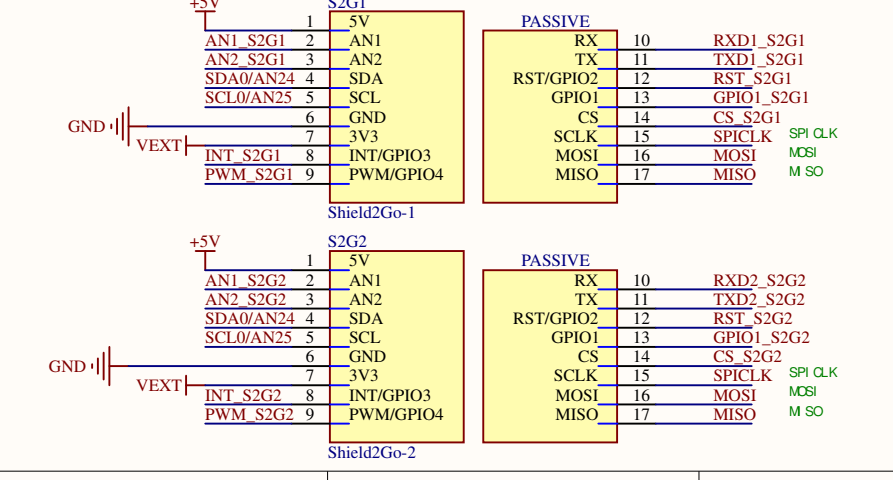 +5V S2G1
1 5V PASSIVE
AN1_S2G1 2 AN1 RX 10 RXD1_S2G1
AN2_S2G1 3 AN2 TX 11 TXD1_S2G1
SDA0/AN24 4 SDA RST/GPIO2 12 RST_S2G1
SCL0/AN25 5 SCL GPIO1 13 GPIO1_S2G1
GND 6 GND CS 14 CS_S2G1
VEXT 7 3V3 SCLK 15 SPICLK SPI CLK
INT_S2G1 8 INT/GPIO3 MOSI 16 MOSI MOSI
PWM_S2G1 9 PWM/GPIO4 MISO 17 MISO MISO
Shield2Go-1
+5V S2G2
1 5V PASSIVE
AN1_S2G2 2 AN1 RX 10 RXD2_S2G2
AN2_S2G2 3 AN2 TX 11 TXD2_S2G2
SDA0/AN24 4 SDA RST/GPIO2 12 RST_S2G2
SCL0/AN25 5 SCL GPIO1 13 GPIO1_S2G2
GND 6 GND CS 14 CS_S2G2
VEXT 7 3V3 SCLK 15 SPICLK SPI CLK
INT_S2G2 8 INT/GPIO3 MOSI 16 MOSI MOSI
PWM_S2G2 9 PWM/GPIO4 MISO 17 MISO MISO
Shield2Go-2